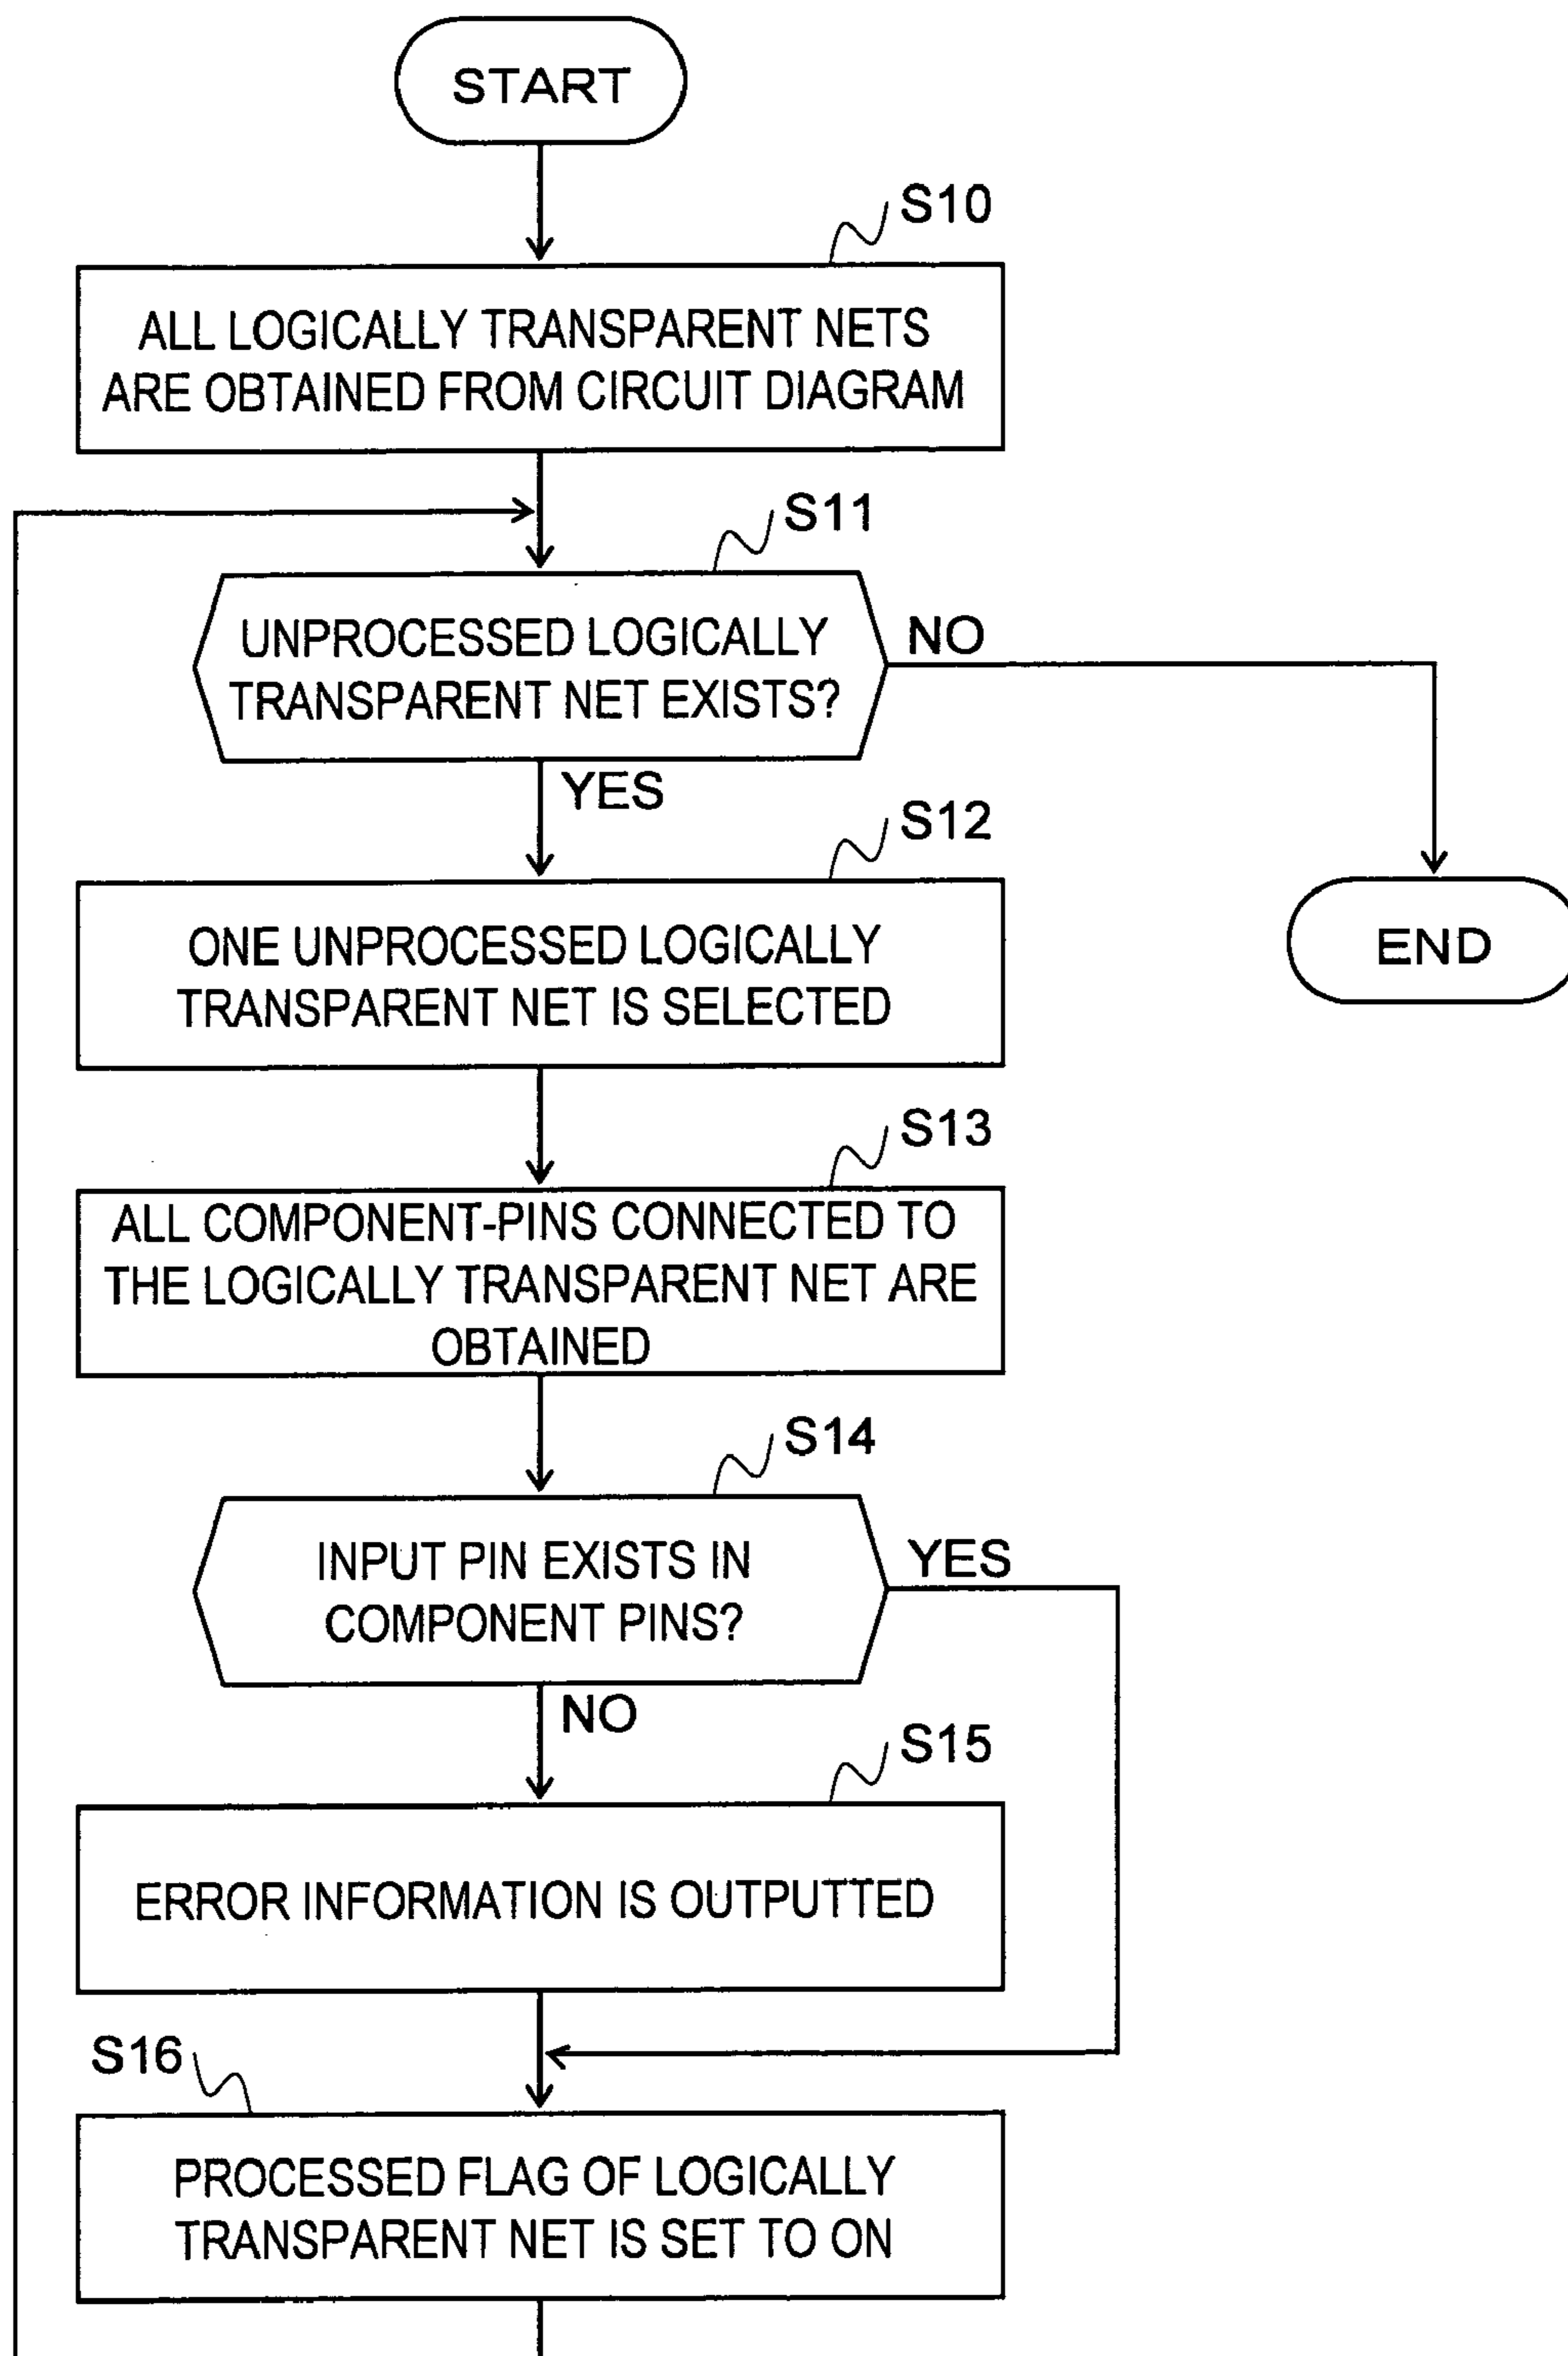 START
S10
ALL LOGICALLY TRANSPARENT NETS
ARE OBTAINED FROM CIRCUIT DIAGRAM
S11
UNPROCESSED LOGICALLY
TRANSPARENT NET EXISTS?
NO
YES
S12
ONE UNPROCESSED LOGICALLY
TRANSPARENT NET IS SELECTED
END
S13
ALL COMPONENT-PINS CONNECTED TO
THE LOGICALLY TRANSPARENT NET ARE
OBTAINED
S14
INPUT PIN EXISTS IN
COMPONENT PINS?
YES
NO
S15
ERROR INFORMATION IS OUTPUTTED
S16
PROCESSED FLAG OF LOGICALLY
TRANSPARENT NET IS SET TO ON